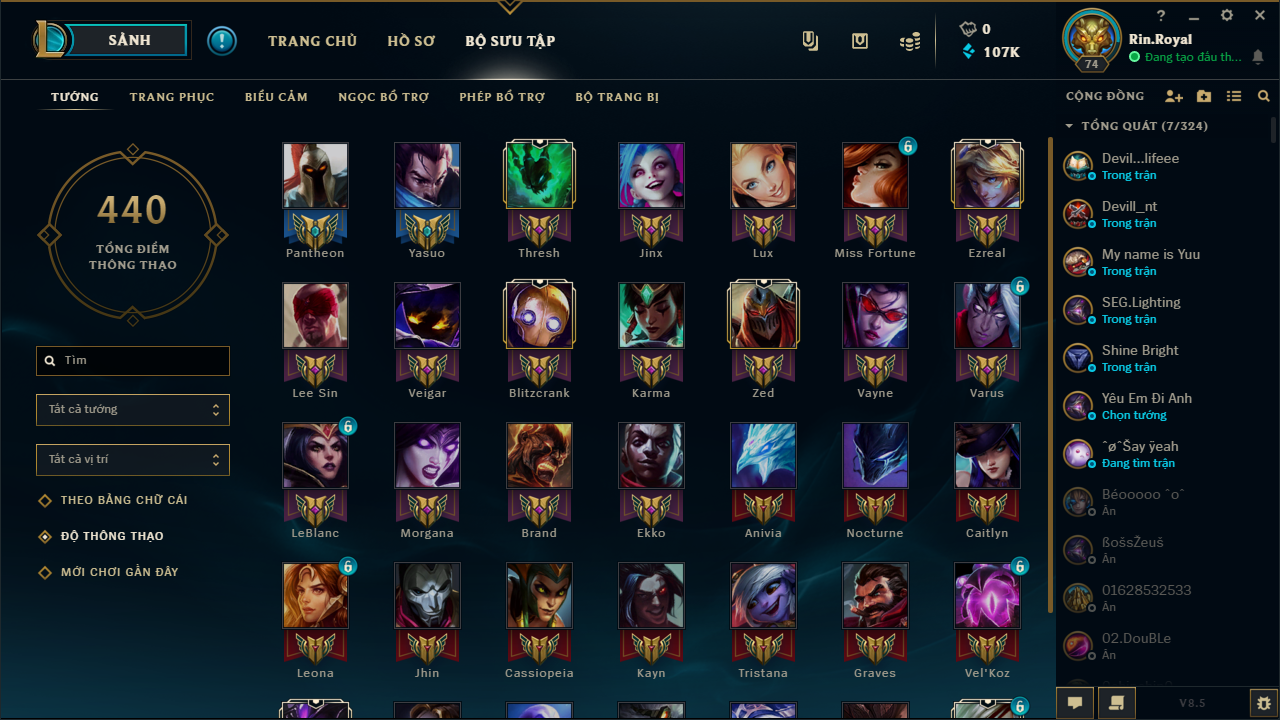 SẢNH
TRANG CHỦ
HỒ SƠ
BỘ SƯU TẬP
0
107K
?
Rin.Royal
74
Đang tạo đấu th...
TƯỚNG
TRANG PHỤC
BIỂU CẢM
NGỌC BỔ TRỢ
PHÉP BỔ TRỢ
BỘ TRANG BỊ
CỘNG ĐỒNG
440
TỔNG ĐIỂM
THÔNG THẠO
Tìm
Tất cả tướng
Tất cả vị trí
THEO BẢNG CHỮ CÁI
ĐỘ THÔNG THẠO
MỚI CHƠI GẦN ĐÂY
6
Pantheon
Yasuo
Thresh
Jinx
Lux
Miss Fortune
Ezreal
6
Lee Sin
Veigar
Blitzcrank
Karma
Zed
Vayne
Varus
6
LeBlanc
Morgana
Brand
Ekko
Anivia
Nocturne
Caitlyn
6
6
Leona
Jhin
Cassiopeia
Kayn
Tristana
Graves
Vel'Koz
6
TỔNG QUÁT (7/324)
Devil...lifeee
Trong trận
Devill_nt
Trong trận
My name is Yuu
Trong trận
SEG.Lighting
Trong trận
Shine Bright
Trong trận
Yêu Em Đi Anh
Chọn tướng
ˆøˆŠay ÿeah
Đang tìm trận
Béooooo ˆoˆ
Ẩn
ßošsŽeuš
Ẩn
01628532533
Ẩn
02.DouBLe
Ẩn
V8.5